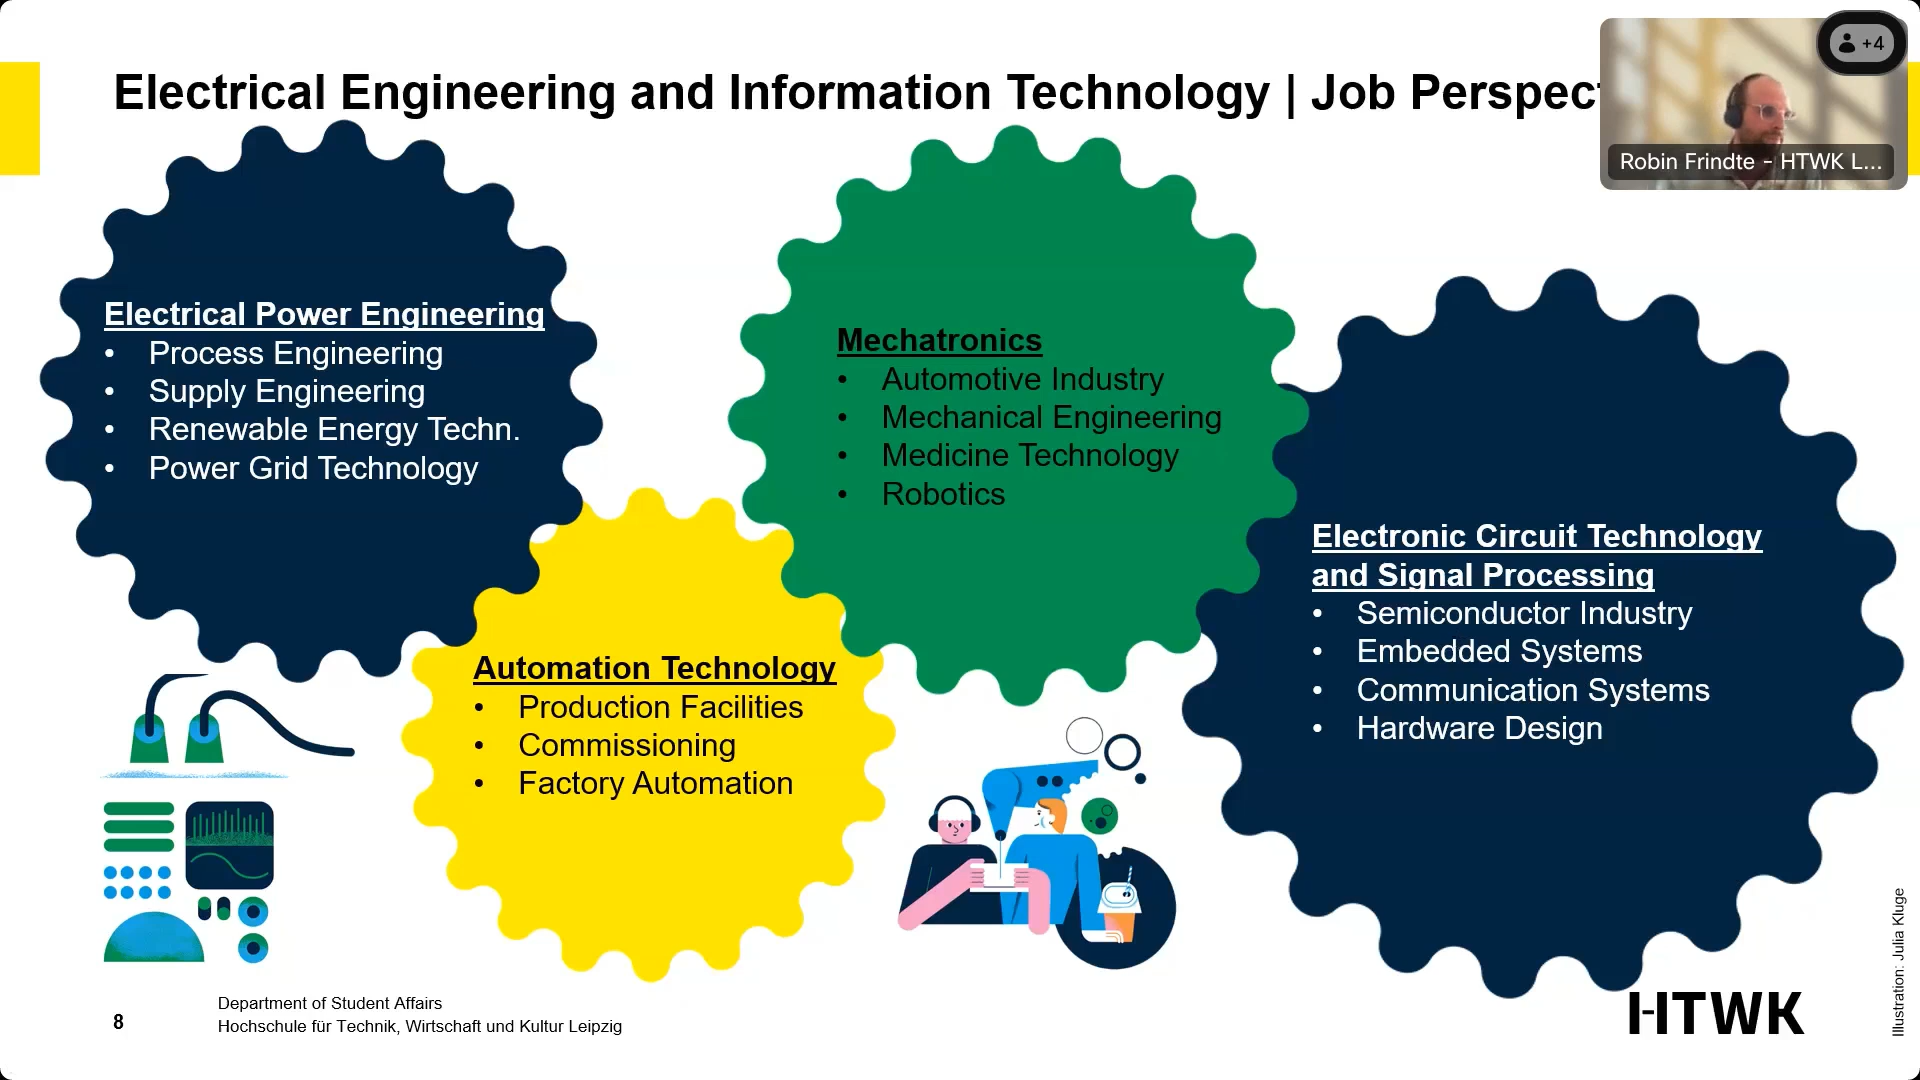 Electrical Engineering and Information Technology | Job Perspect
+4
Robin Frindte - HTWK L...
Electrical Power Engineering
• Process Engineering
• Supply Engineering
• Renewable Energy Techn.
• Power Grid Technology
Mechatronics
• Automotive Industry
• Mechanical Engineering
• Medicine Technology
• Robotics
Electronic Circuit Technology
and Signal Processing
• Semiconductor Industry
• Embedded Systems
• Communication Systems
• Hardware Design
Automation Technology
• Production Facilities
• Commissioning
• Factory Automation
8
Department of Student Affairs
Hochschule für Technik, Wirtschaft und Kultur Leipzig
HTWK
Illustration: Julia Kluge